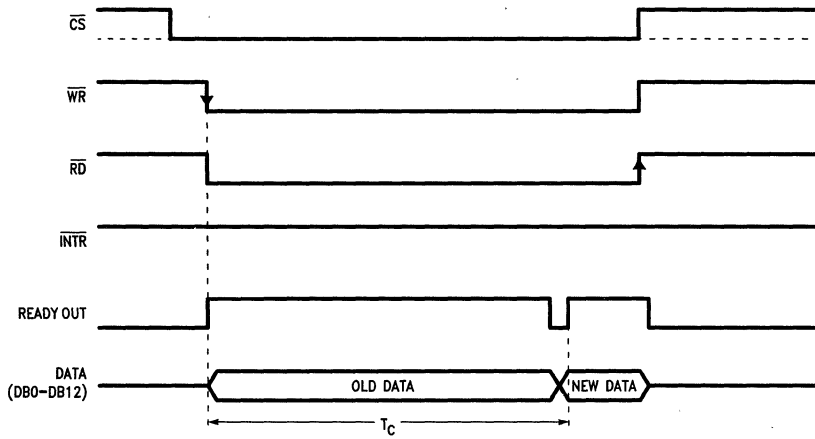 CS
WR
RD
INTR
READY OUT
DATA
(DB0-DB12)
OLD DATA
NEW DATA
TC